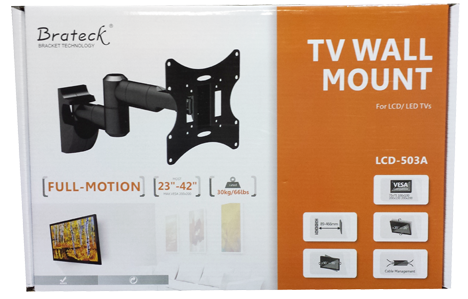 Brateck®
BRACKET TECHNOLOGY
TV WALL
MOUNT
For LCD/ LED TVs
LCD-503A
FULL-MOTION
23"-42"
30kg/66lbs
VESA
Cable Management